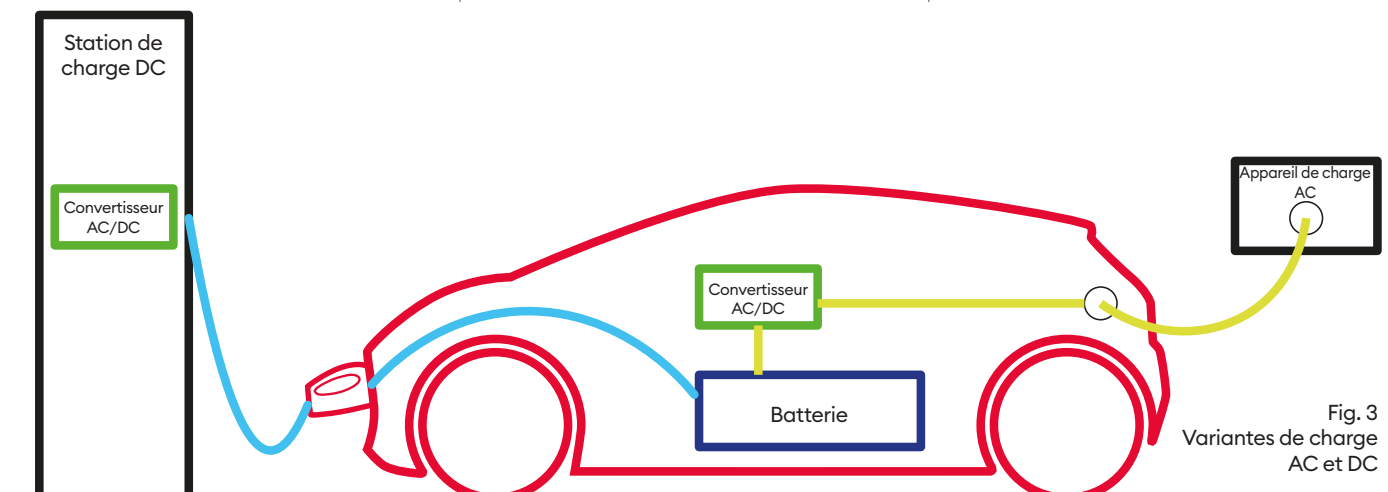 Station de
charge DC
Convertisseur
AC/DC
Appareil de charge
AC
Convertisseur
AC/DC
Batterie
Fig. 3
Variantes de charge
AC et DC